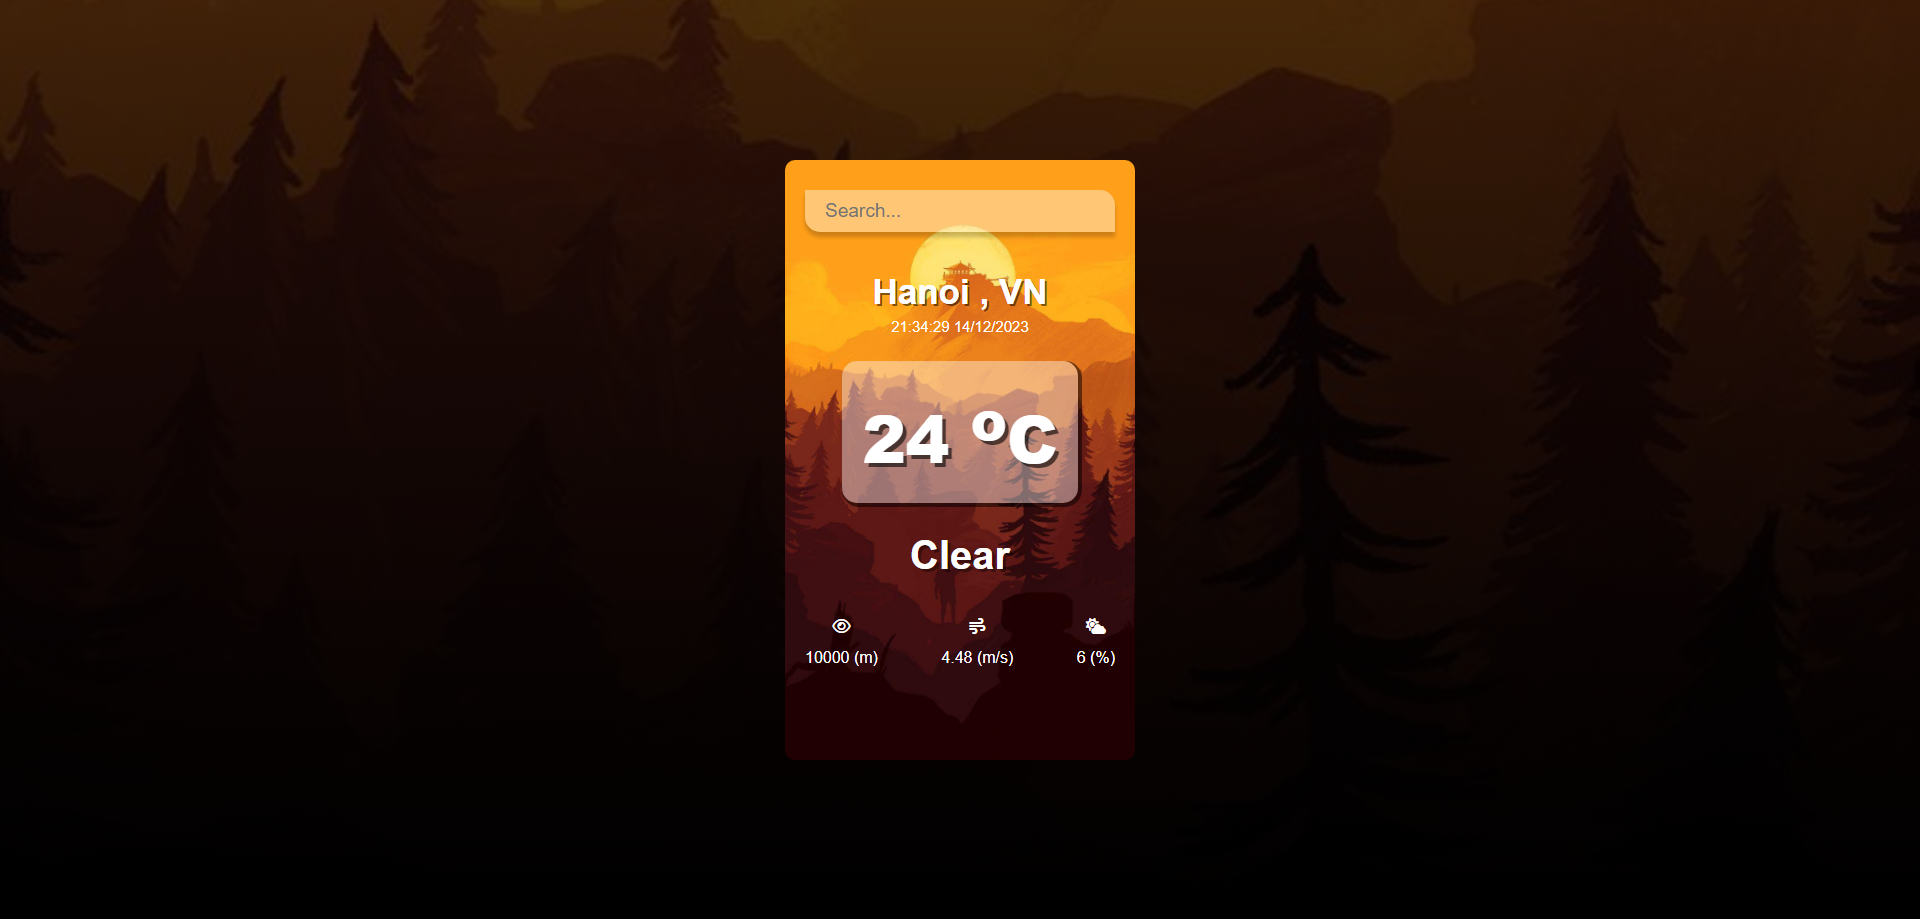 Search...
Hanoi , VN
21:34:29 14/12/2023
24 °C
Clear
10000 (m) 4.48 (m/s) 6 (%)